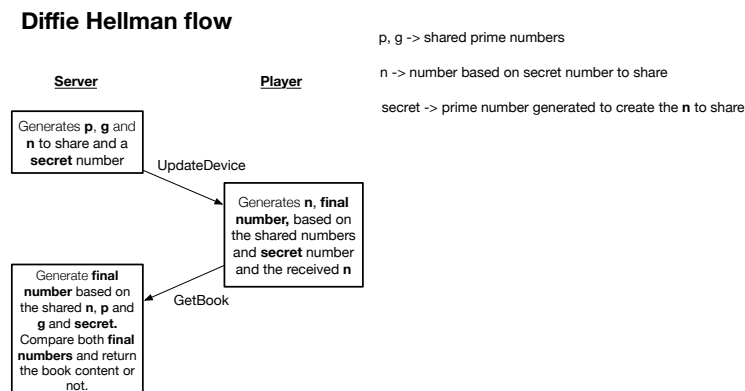 Diffie Hellman flow
p, g -> shared prime numbers
n -> number based on secret number to share
secret -> prime number generated to create the n to share
Server
Player
Generates p, g and
n to share and a
secret number
UpdateDevice
Generates n, final
number, based on
the shared numbers
and secret number
and the received n
GetBook
Generate final
number based on
the shared n, p and
g and secret.
Compare both final
numbers and return
the book content or
not.